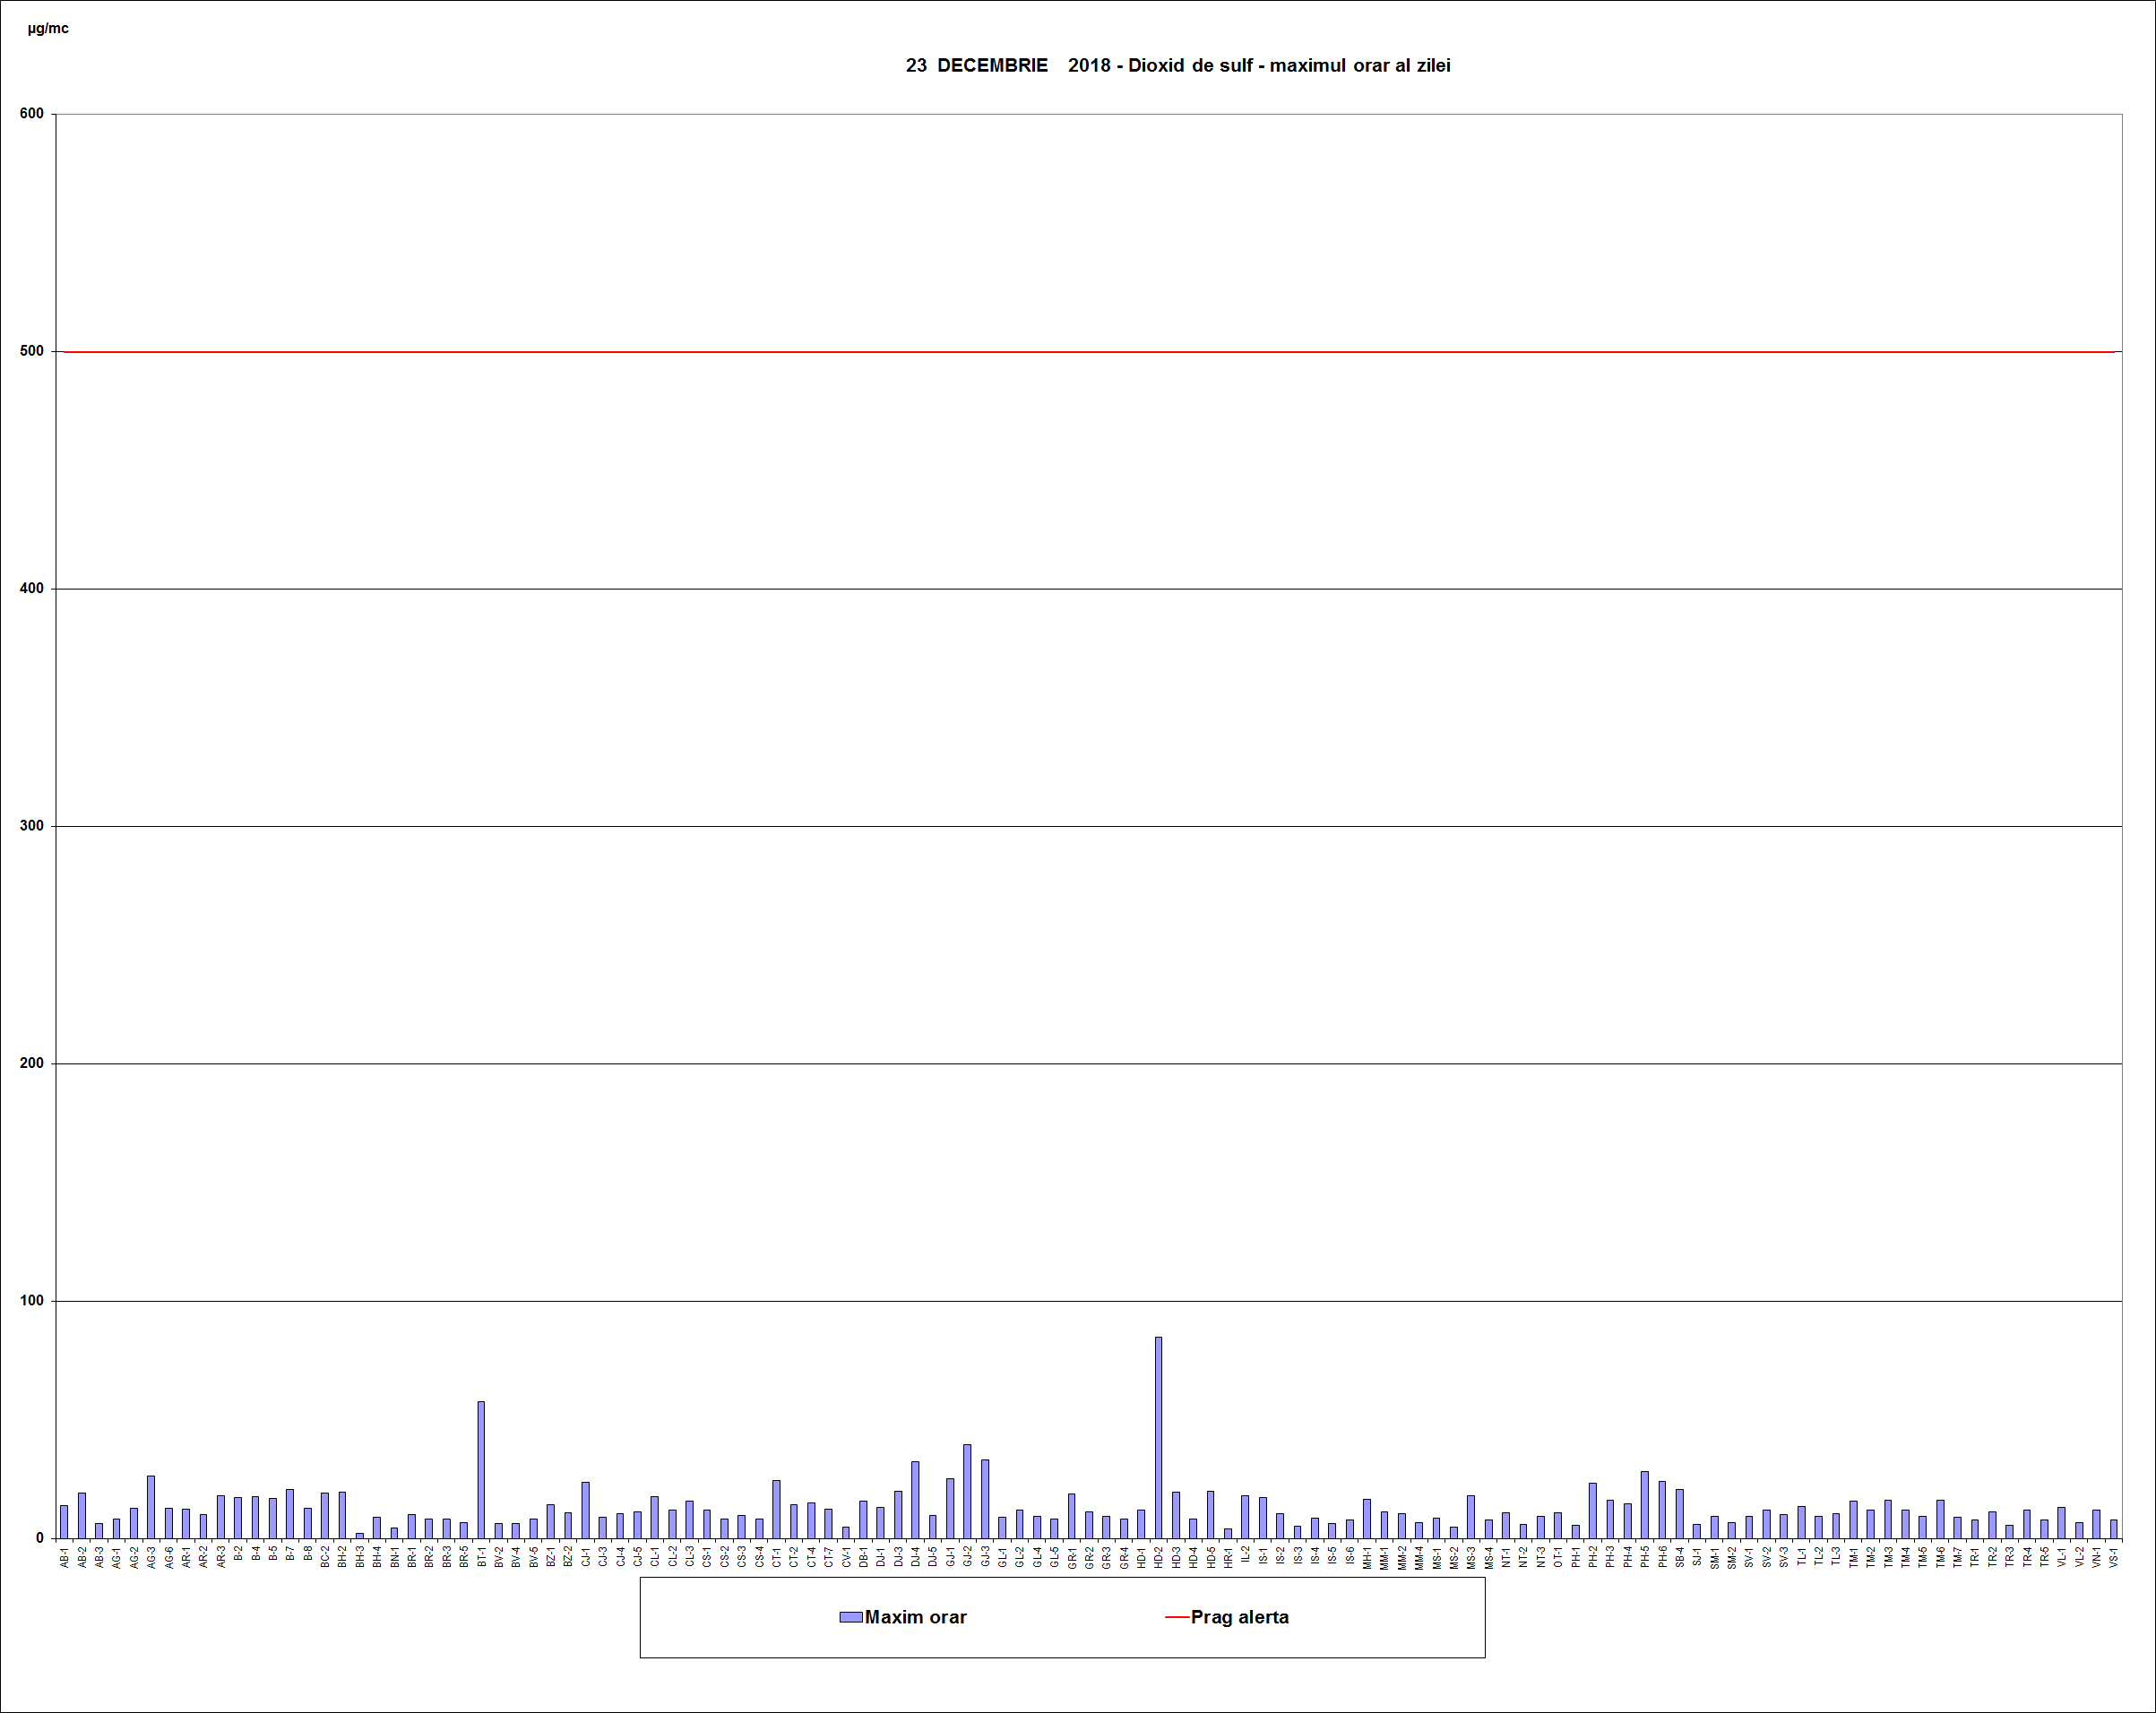 µg/mc
23 DECEMBRIE 2018 - Dioxid de sulf - maximul orar al zilei
600
500
400
300
200
100
0
AB-1 AB-2 AB-3 AG-1 AG-2 AG-3 AG-6 AR-1 AR-2 AR-3 B-2 B-4 B-5 B-7 B-8 BC-2 BH-2 BH-3 BH-4 BN-1 BR-1 BR-2 BR-3 BR-5 BT-1 BV-2 BV-4 BV-5 BZ-1 BZ-2 CJ-1 CJ-3 CJ-4 CJ-5 CL-1 CL-2 CL-3 CS-1 CS-2 CS-3 CS-4 CT-1 CT-2 CT-4 CT-7 CV-1 DB-1 DJ-1 DJ-3 DJ-4 DJ-5 GJ-1 GJ-2 GJ-3 GL-1 GL-2 GL-4 GL-5 GR-1 GR-2 GR-3 GR-4 HD-1 HD-2 HD-3 HD-4 HD-5 HR-1 IL-2 IS-1 IS-2 IS-3 IS-4 IS-5 IS-6 MH-1 MM-1 MM-2 MM-4 MS-1 MS-2 MS-3 MS-4 NT-1 NT-2 NT-3 OT-1 PH-1 PH-2 PH-3 PH-4 PH-5 PH-6 SB-4 SJ-1 SM-1 SM-2 SV-1 SV-2 SV-3 TL-1 TL-2 TL-3 TM-1 TM-2 TM-3 TM-4 TM-5 TM-6 TM-7 TR-1 TR-2 TR-3 TR-4 TR-5 VL-1 VL-2 VN-1 VS-1
Maxim orar Prag alerta